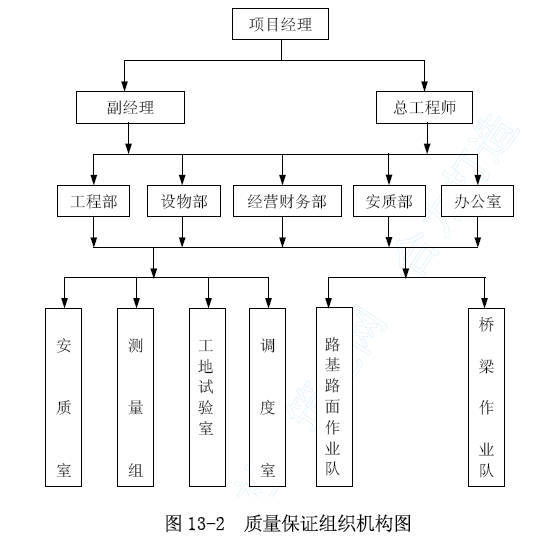 项目经理
副经理
总工程师
工程部
设物部
经营财务部
安质部
办公室
安质室
测量组
工地试验室
调度室
路基路面作业队
桥梁作业队
图 13-2 质量保证组织机构图